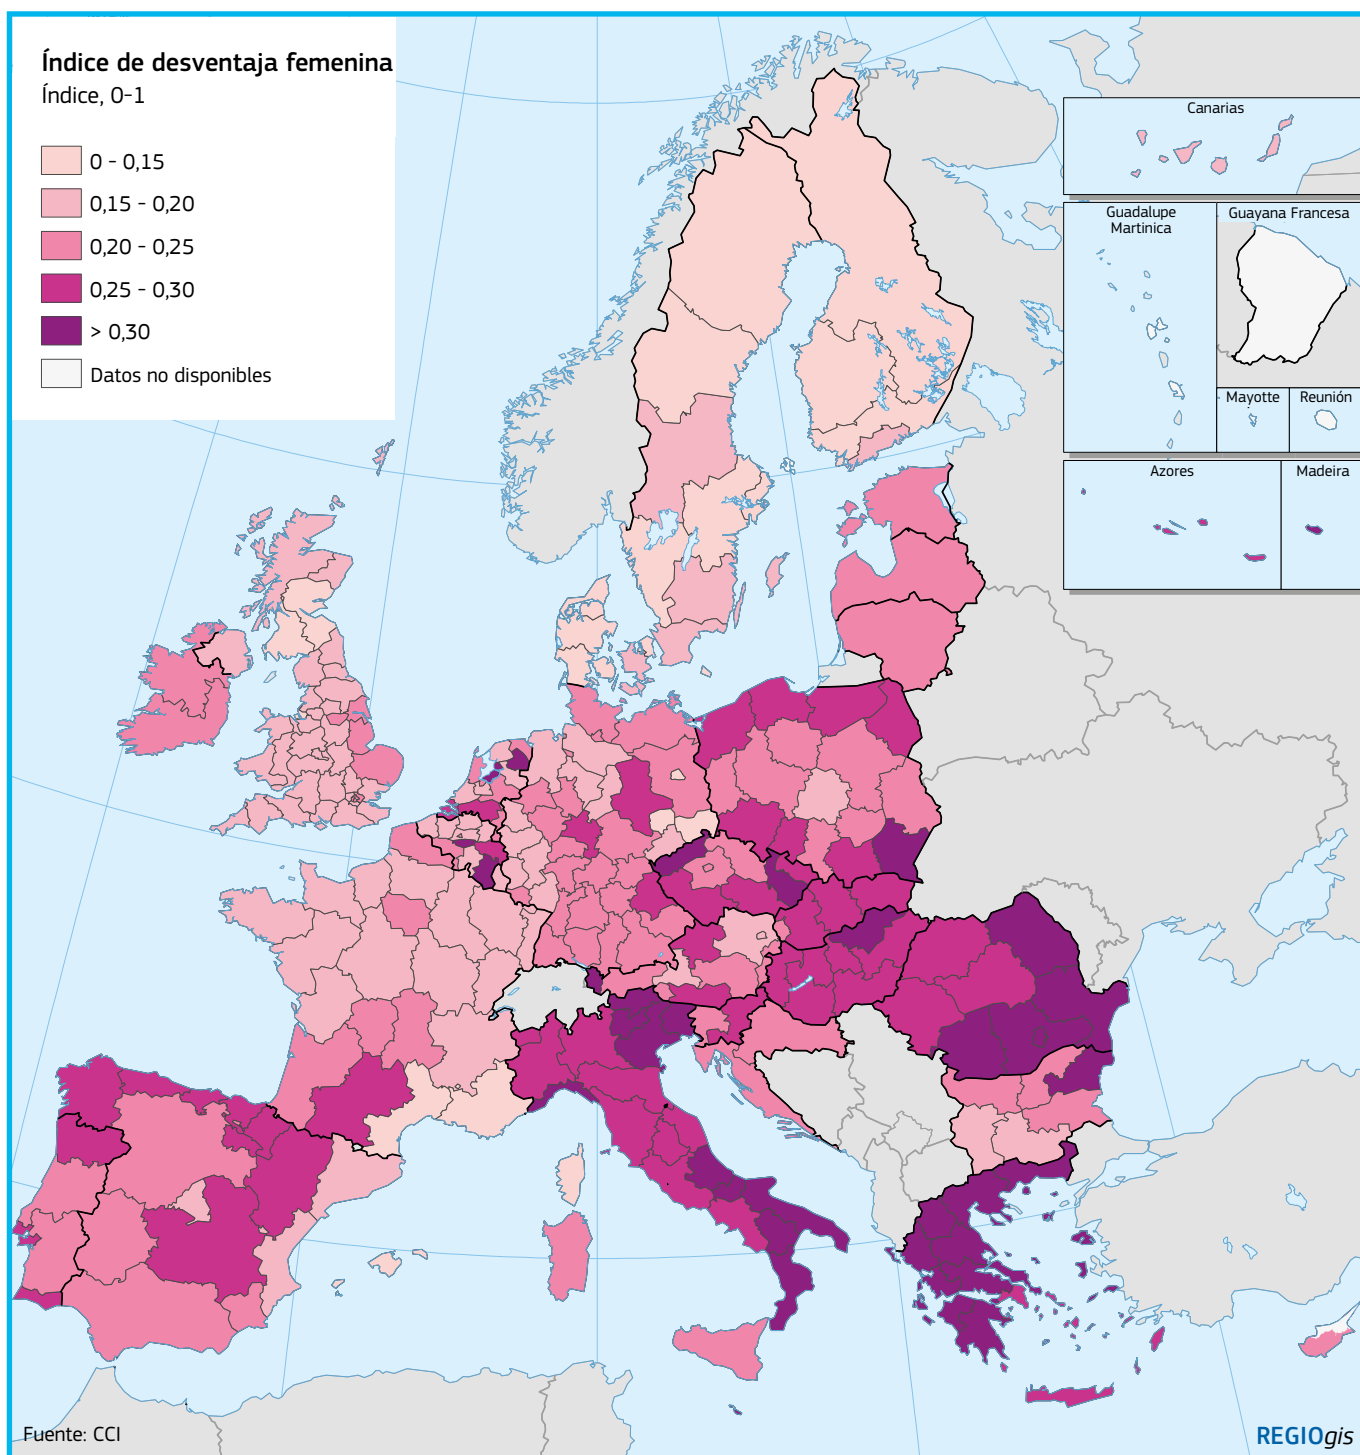 Índice de desventaja femenina
Índice, 0-1
0 - 0,15
0,15 - 0,20
0,20 - 0,25
0,25 - 0,30
> 0,30
Datos no disponibles
Canarias
Guadalupe
Martinica
Guayana Francesa
Mayotte
Reunión
Azores
Madeira
Fuente: CCI
REGIOgis